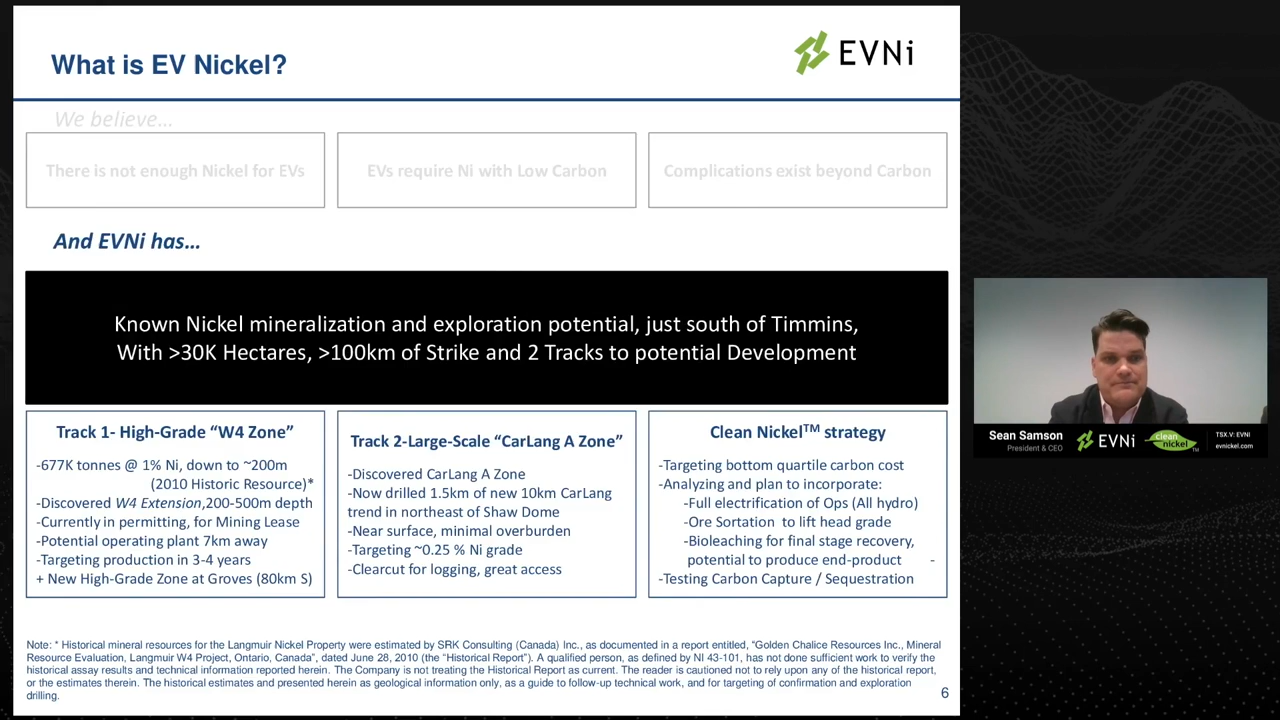 What is EV Nickel?
EVNi
We believe…
There is not enough Nickel for EVs
EVs require Ni with Low Carbon
Complications exist beyond Carbon
And EVNi has…
Known Nickel mineralization and exploration potential, just south of Timmins,
With >30K Hectares, >100km of Strike and 2 Tracks to potential Development
Track 1- High-Grade “W4 Zone”
-677K tonnes @ 1% Ni, down to ~200m
(2010 Historic Resource)*
-Discovered W4 Extension,200-500m depth
-Currently in permitting, for Mining Lease
-Potential operating plant 7km away
-Targeting production in 3-4 years
+ New High-Grade Zone at Groves (80km S)
Track 2-Large-Scale “CarLang A Zone”
-Discovered CarLang A Zone
-Now drilled 1.5km of new 10km CarLang
trend in northeast of Shaw Dome
-Near surface, minimal overburden
-Targeting ~0.25 % Ni grade
-Clearcut for logging, great access
Clean Nickel™ strategy
-Targeting bottom quartile carbon cost
-Analyzing and plan to incorporate:
-Full electrification of Ops (All hydro)
-Ore Sortation to lift head grade
-Bioleaching for final stage recovery,
potential to produce end-product -
-Testing Carbon Capture / Sequestration
Note: * Historical mineral resources for the Langmuir Nickel Property were estimated by SRK Consulting (Canada) Inc., as documented in a report entitled, “Golden Chalice Resources Inc., Mineral
Resource Evaluation, Langmuir W4 Project, Ontario, Canada”, dated June 28, 2010 (the “Historical Report”). A qualified person, as defined by NI 43-101, has not done sufficient work to verify the
historical assay results and technical information reported herein. The Company is not treating the Historical Report as current. The reader is cautioned not to rely upon any of the historical report,
or the estimates therein. The historical estimates and presented herein as geological information only, as a guide to follow-up technical work, and for targeting of confirmation and exploration
drilling.
6
Sean Samson
President & CEO
EVNi
clean
nickel
TM
TSX.V: EVNI
evnickel.com